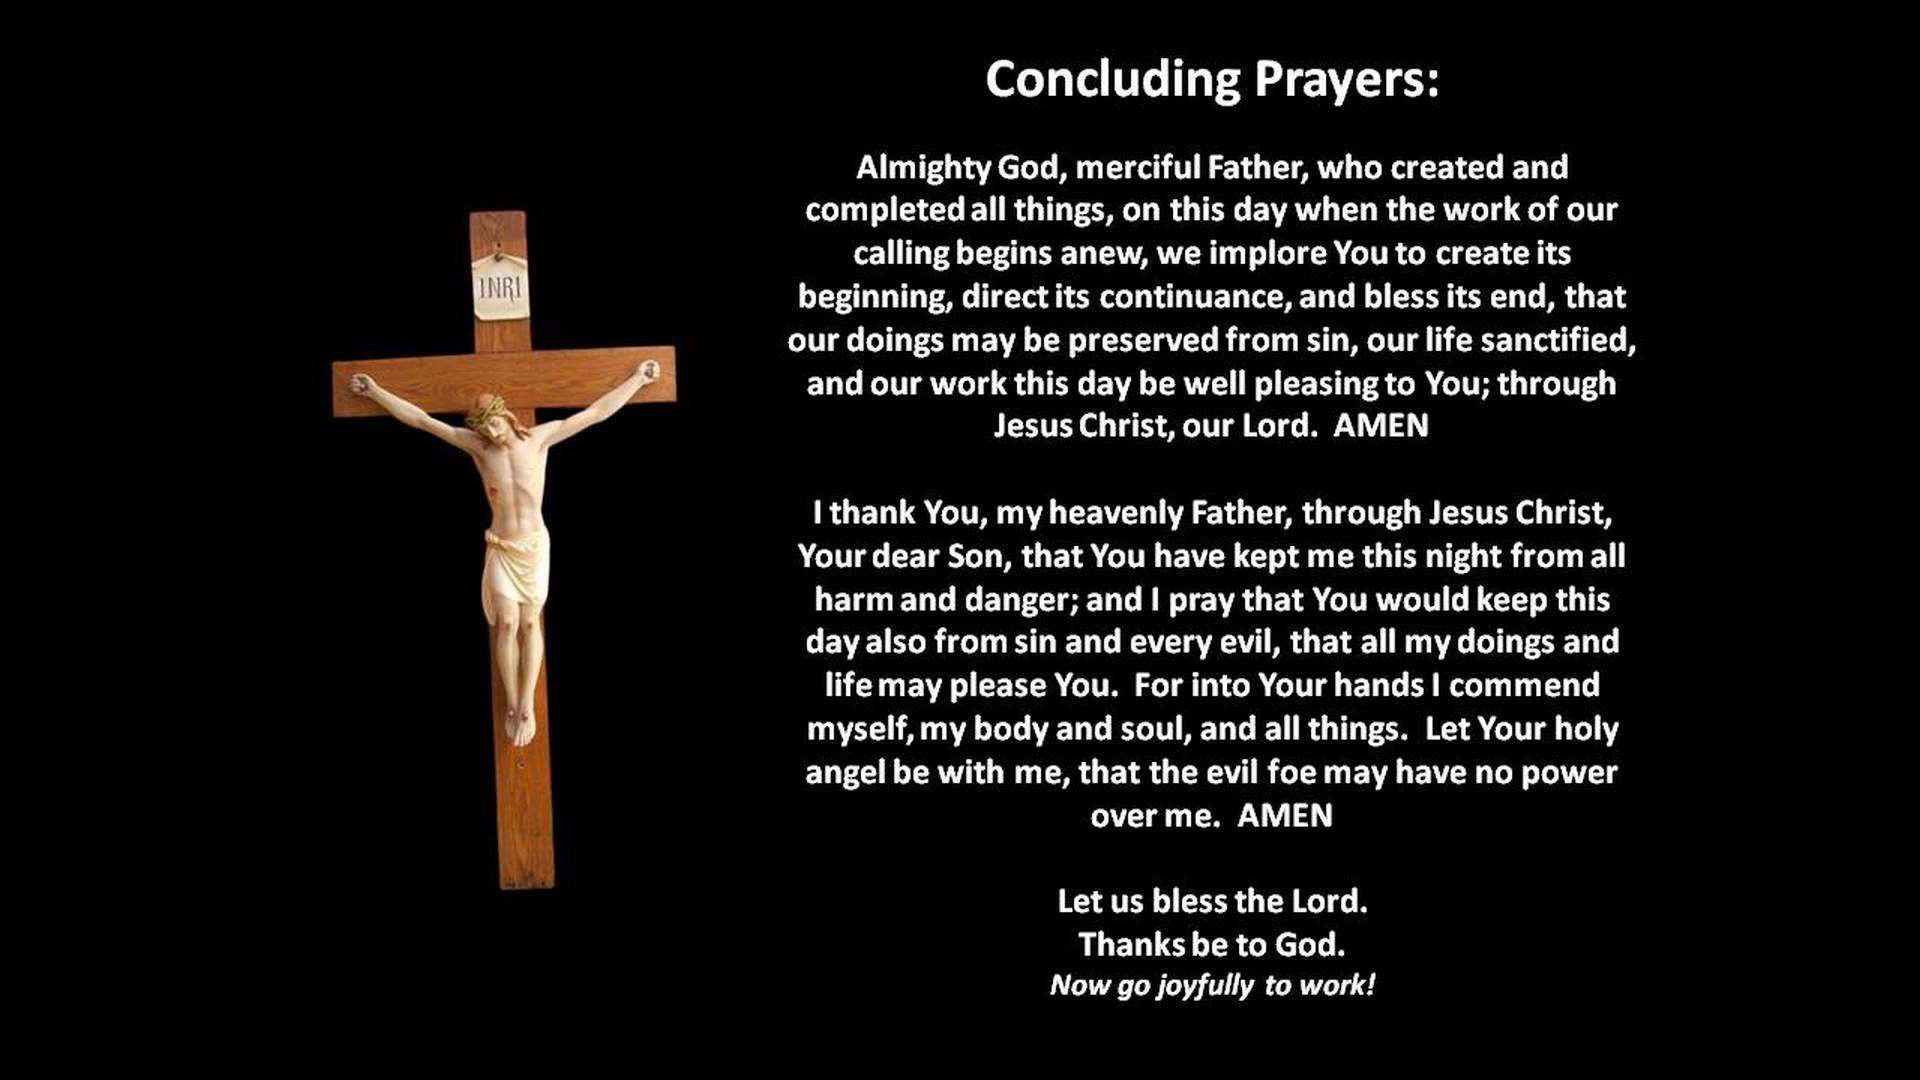 INRI
Concluding Prayers:
Almighty God, merciful Father, who created and
completed all things, on this day when the work of our
calling begins anew, we implore You to create its
beginning, direct its continuance, and bless its end, that
our doings may be preserved from sin, our life sanctified,
and our work this day be well pleasing to You; through
Jesus Christ, our Lord.  AMEN
I thank You, my heavenly Father, through Jesus Christ,
Your dear Son, that You have kept me this night from all
harm and danger; and I pray that You would keep this
day also from sin and every evil, that all my doings and
life may please You.  For into Your hands I commend
myself, my body and soul, and all things.  Let Your holy
angel be with me, that the evil foe may have no power
over me.  AMEN
Let us bless the Lord.
Thanks be to God.
Now go joyfully to work!